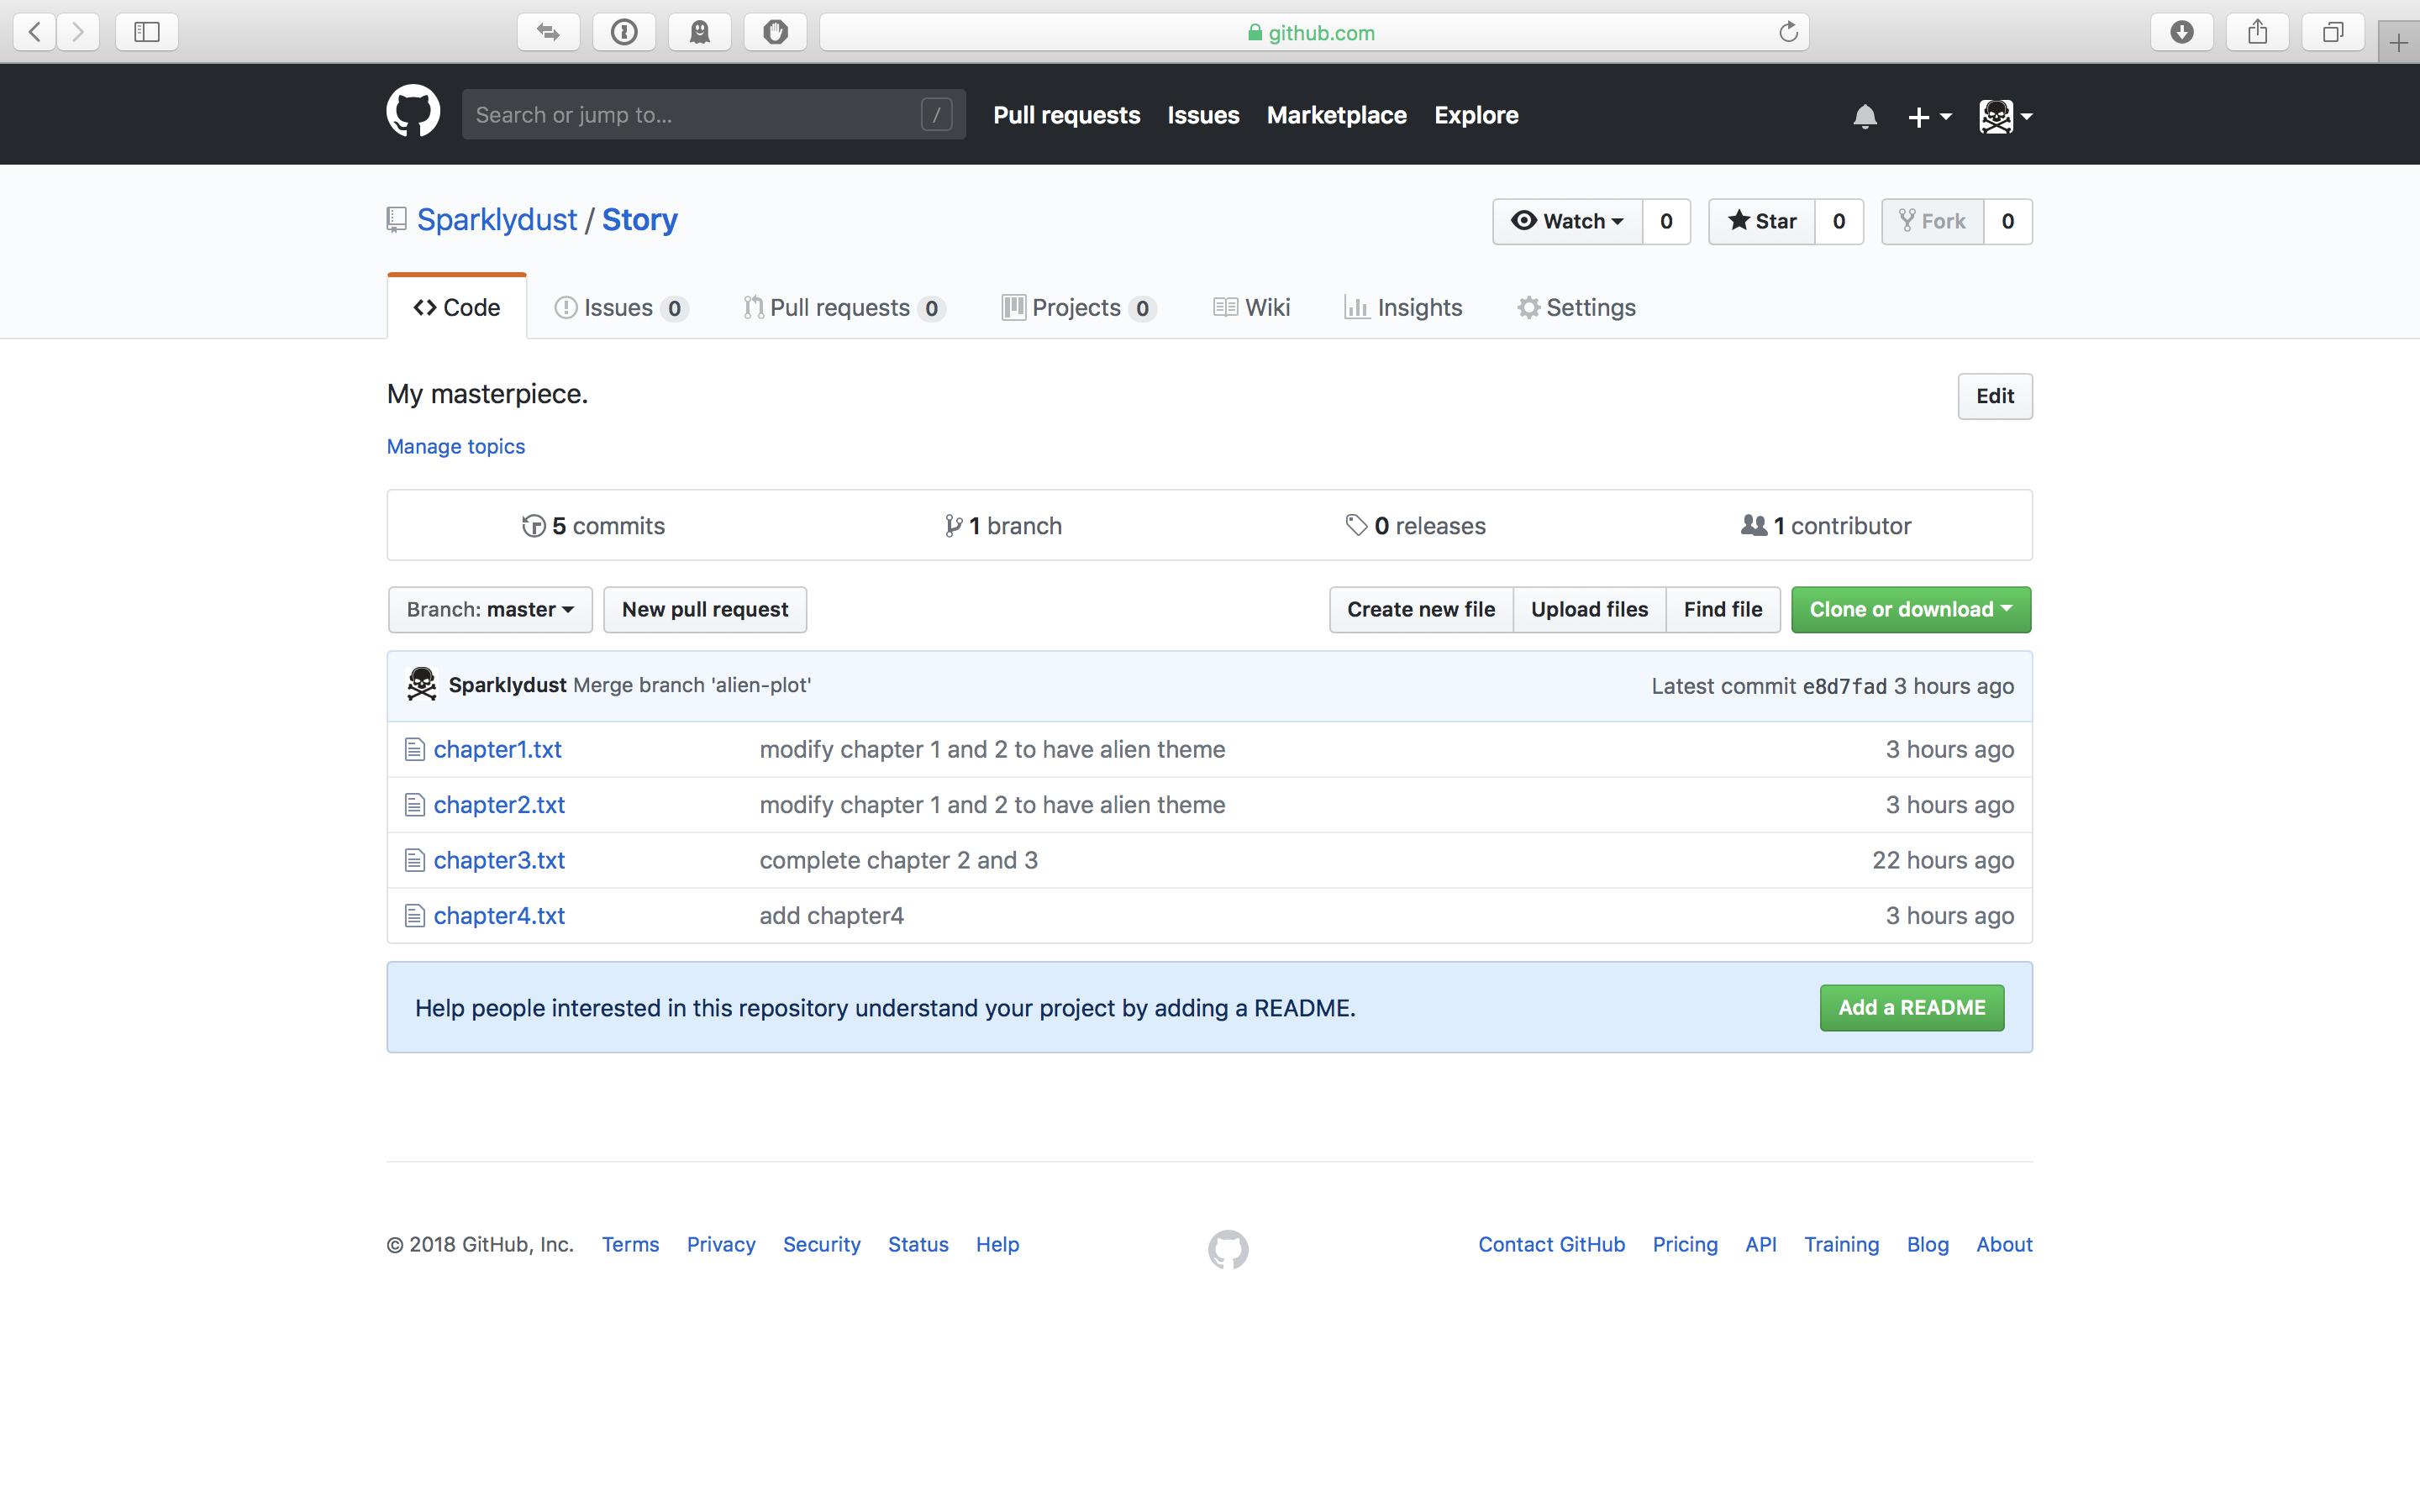 github.com
Search or jump to... /
Pull requests Issues Marketplace Explore
Sparklydust / Story
Watch 0 Star 0 Fork 0
Code Issues 0 Pull requests 0 Projects 0 Wiki Insights Settings
My masterpiece.
Edit
Manage topics
5 commits 1 branch 0 releases 1 contributor
Branch: master New pull request Create new file Upload files Find file Clone or download
Sparklydust Merge branch 'alien-plot' Latest commit e8d7fad 3 hours ago
chapter1.txt modify chapter 1 and 2 to have alien theme 3 hours ago
chapter2.txt modify chapter 1 and 2 to have alien theme 3 hours ago
chapter3.txt complete chapter 2 and 3 22 hours ago
chapter4.txt add chapter4 3 hours ago
Help people interested in this repository understand your project by adding a README. Add a README
© 2018 GitHub, Inc. Terms Privacy Security Status Help Contact GitHub Pricing API Training Blog About